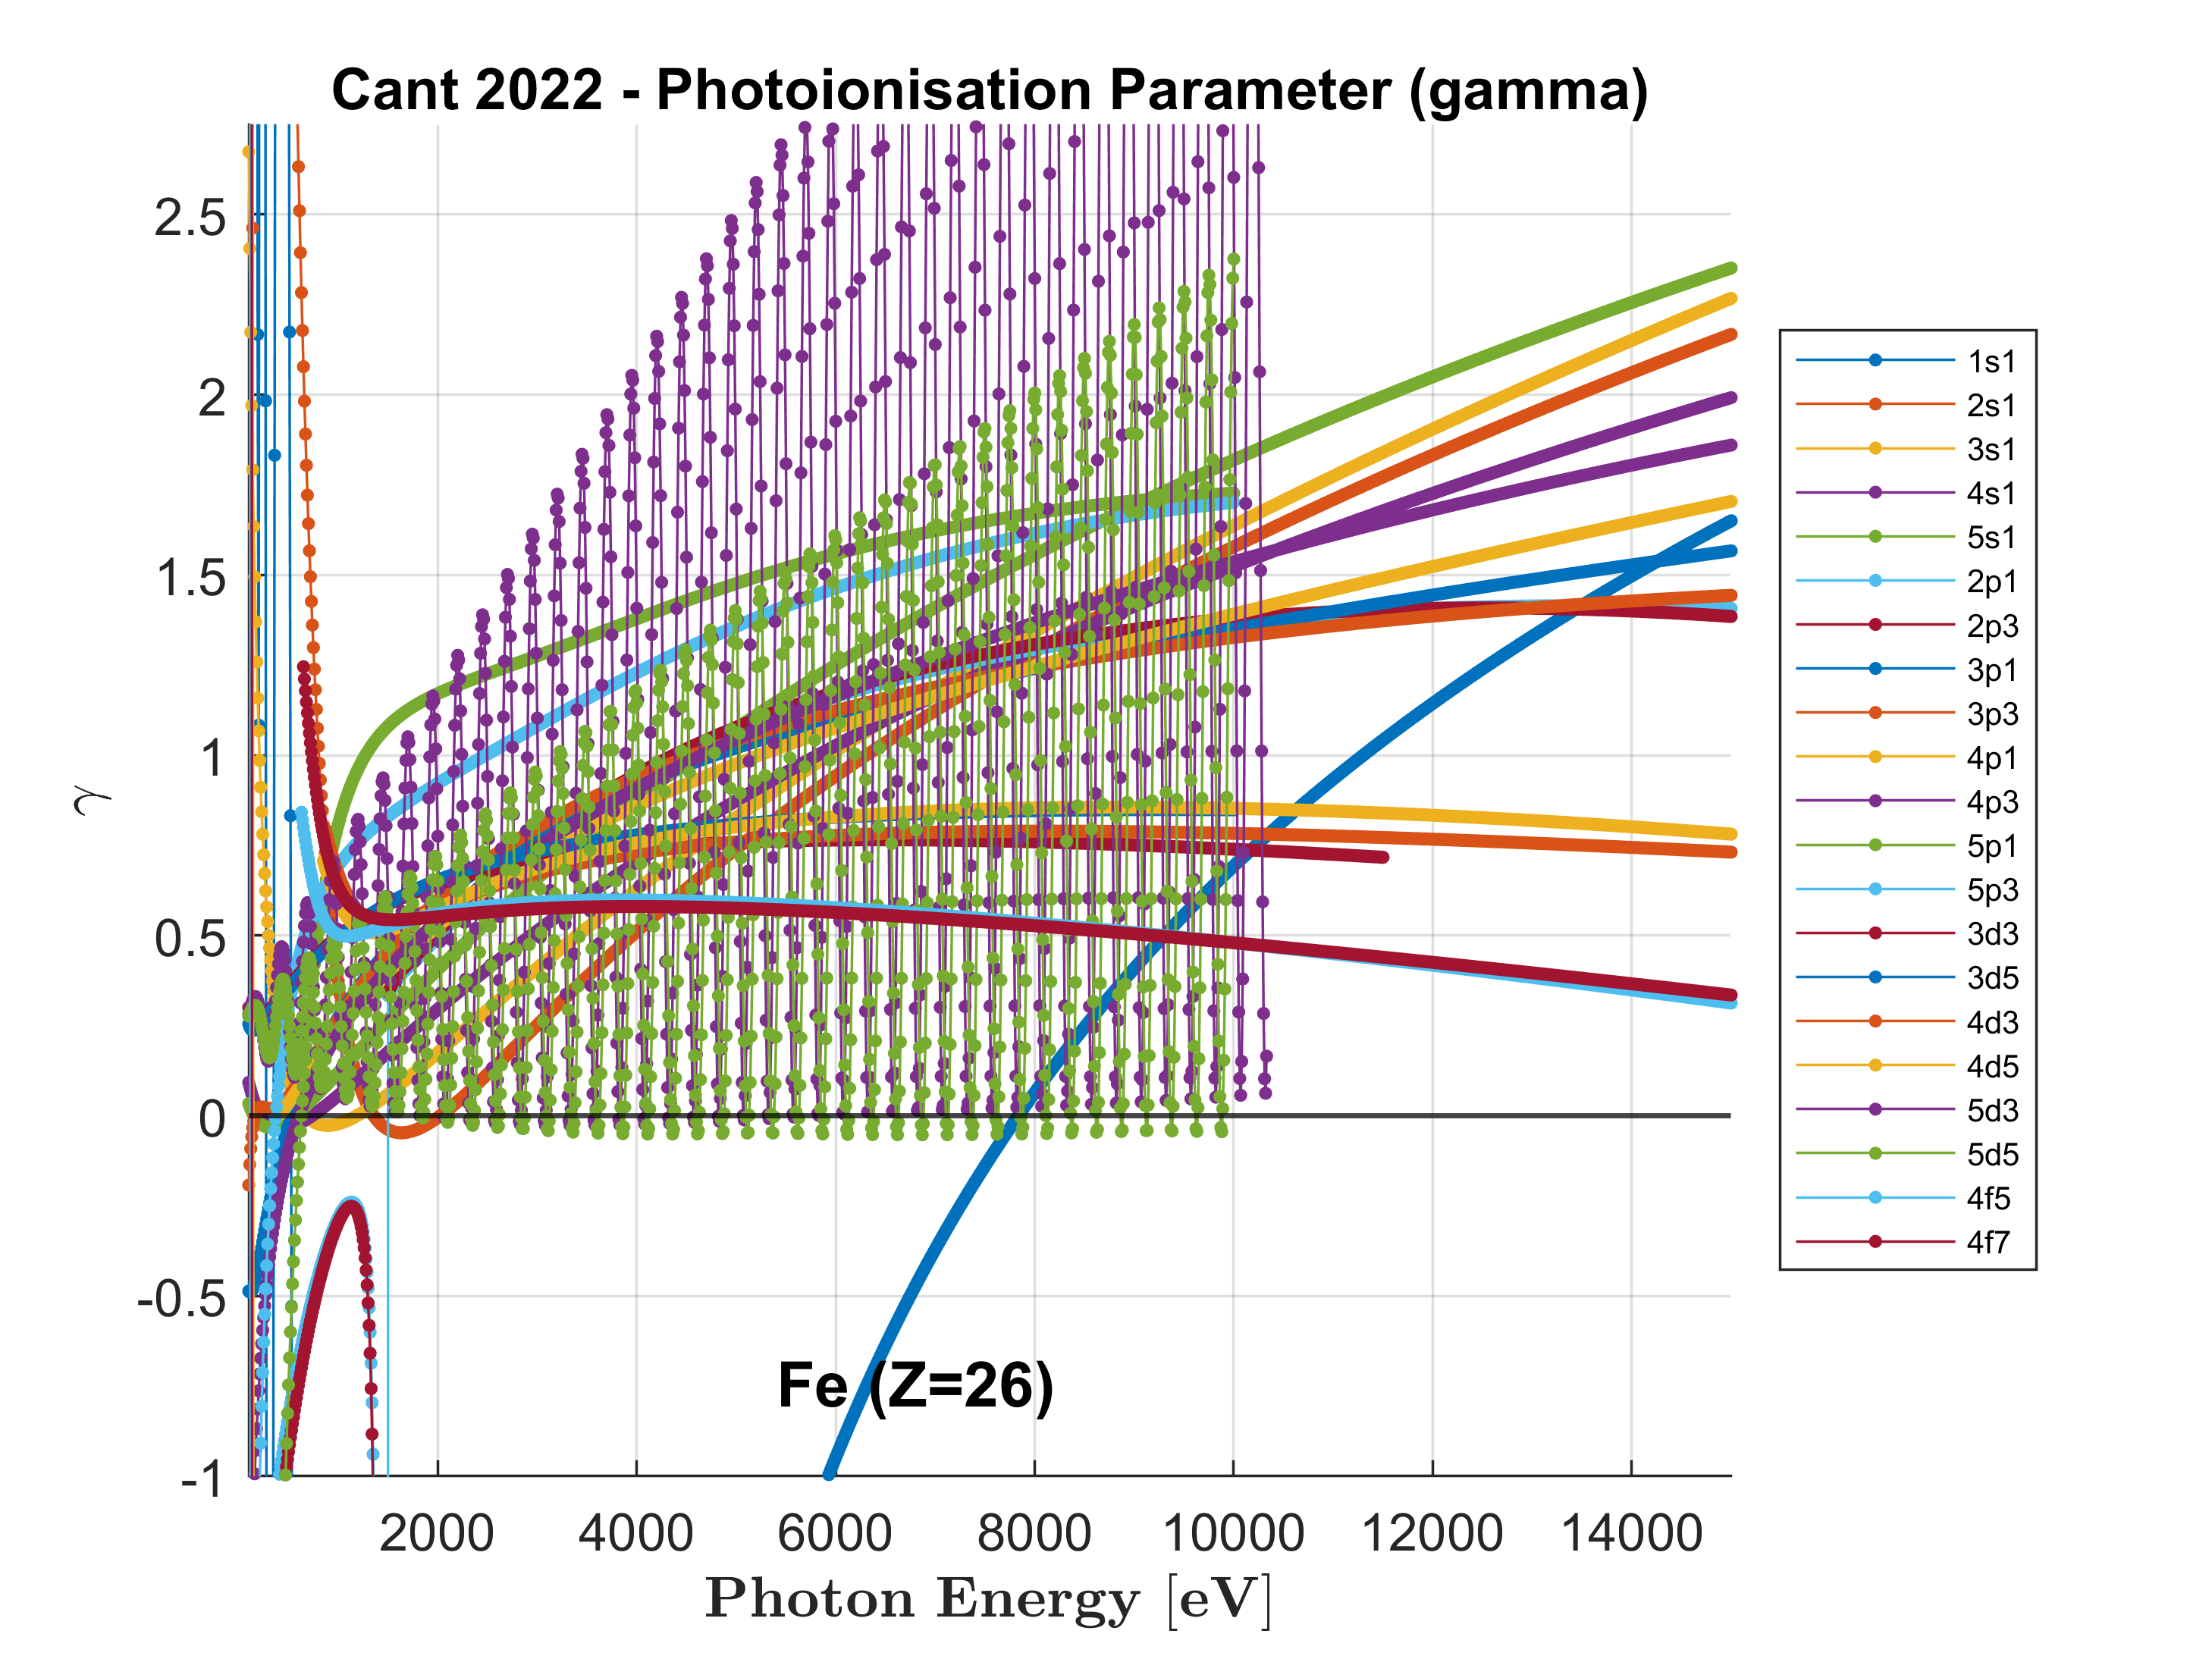 Cant 2022 - Photoionisation Parameter (gamma)
2.5
2
1.5
1
0.5
0
-0.5
-1
γ
Fe (Z=26)
2000 4000 6000 8000 10000 12000 14000
Photon Energy [eV]
1s1
2s1
3s1
4s1
5s1
2p1
2p3
3p1
3p3
4p1
4p3
5p1
5p3
3d3
3d5
4d3
4d5
5d3
5d5
4f5
4f7